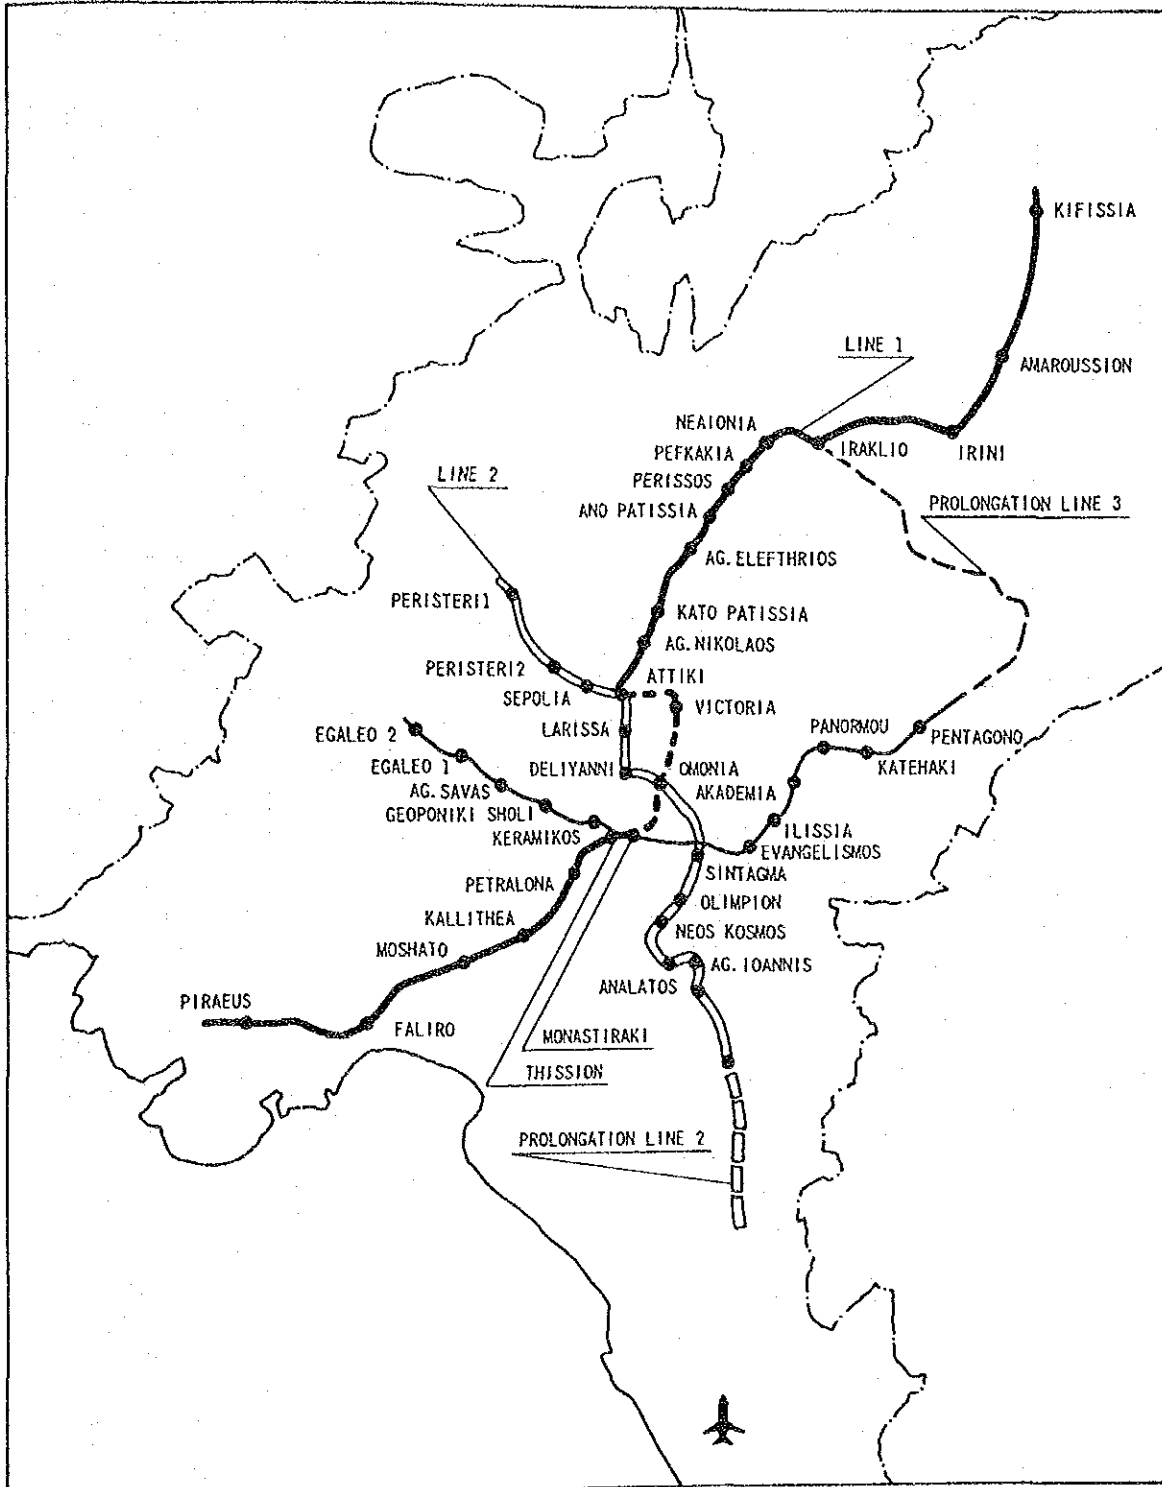 KIFISSIA
LINE 1
AMAROUSSION
NEAIONIA
IRAKLIO
IRINI
PEFKAKIA
LINE 2
PERISSOS
PROLONGATION LINE 3
ANO PATISSIA
AG. ELEFTHRIOS
PERISTERI1
KATO PATISSIA
AG. NIKOLAOS
PERISTERI2
ATTIKI
SEPOLIA
VICTORIA
LARISSA
PANORMOU
PENTAGONO
EGALEO 2
KATEHAKI
EGALEO 1
DELIYANNI
OMONIA
AKADEMIA
AG. SAVAS
GEOPONIKI SHOLI
KERAMIKOS
ILISSIA
EVANGELISMOS
SINTAGMA
PETRALONA
OLIMPION
KALLITHEA
NEOS KOSMOS
MOSHATO
AG. IOANNIS
ANALATOS
PIRAEUS
FALIRO
MONASTIRAKI
THISSION
PROLONGATION LINE 2